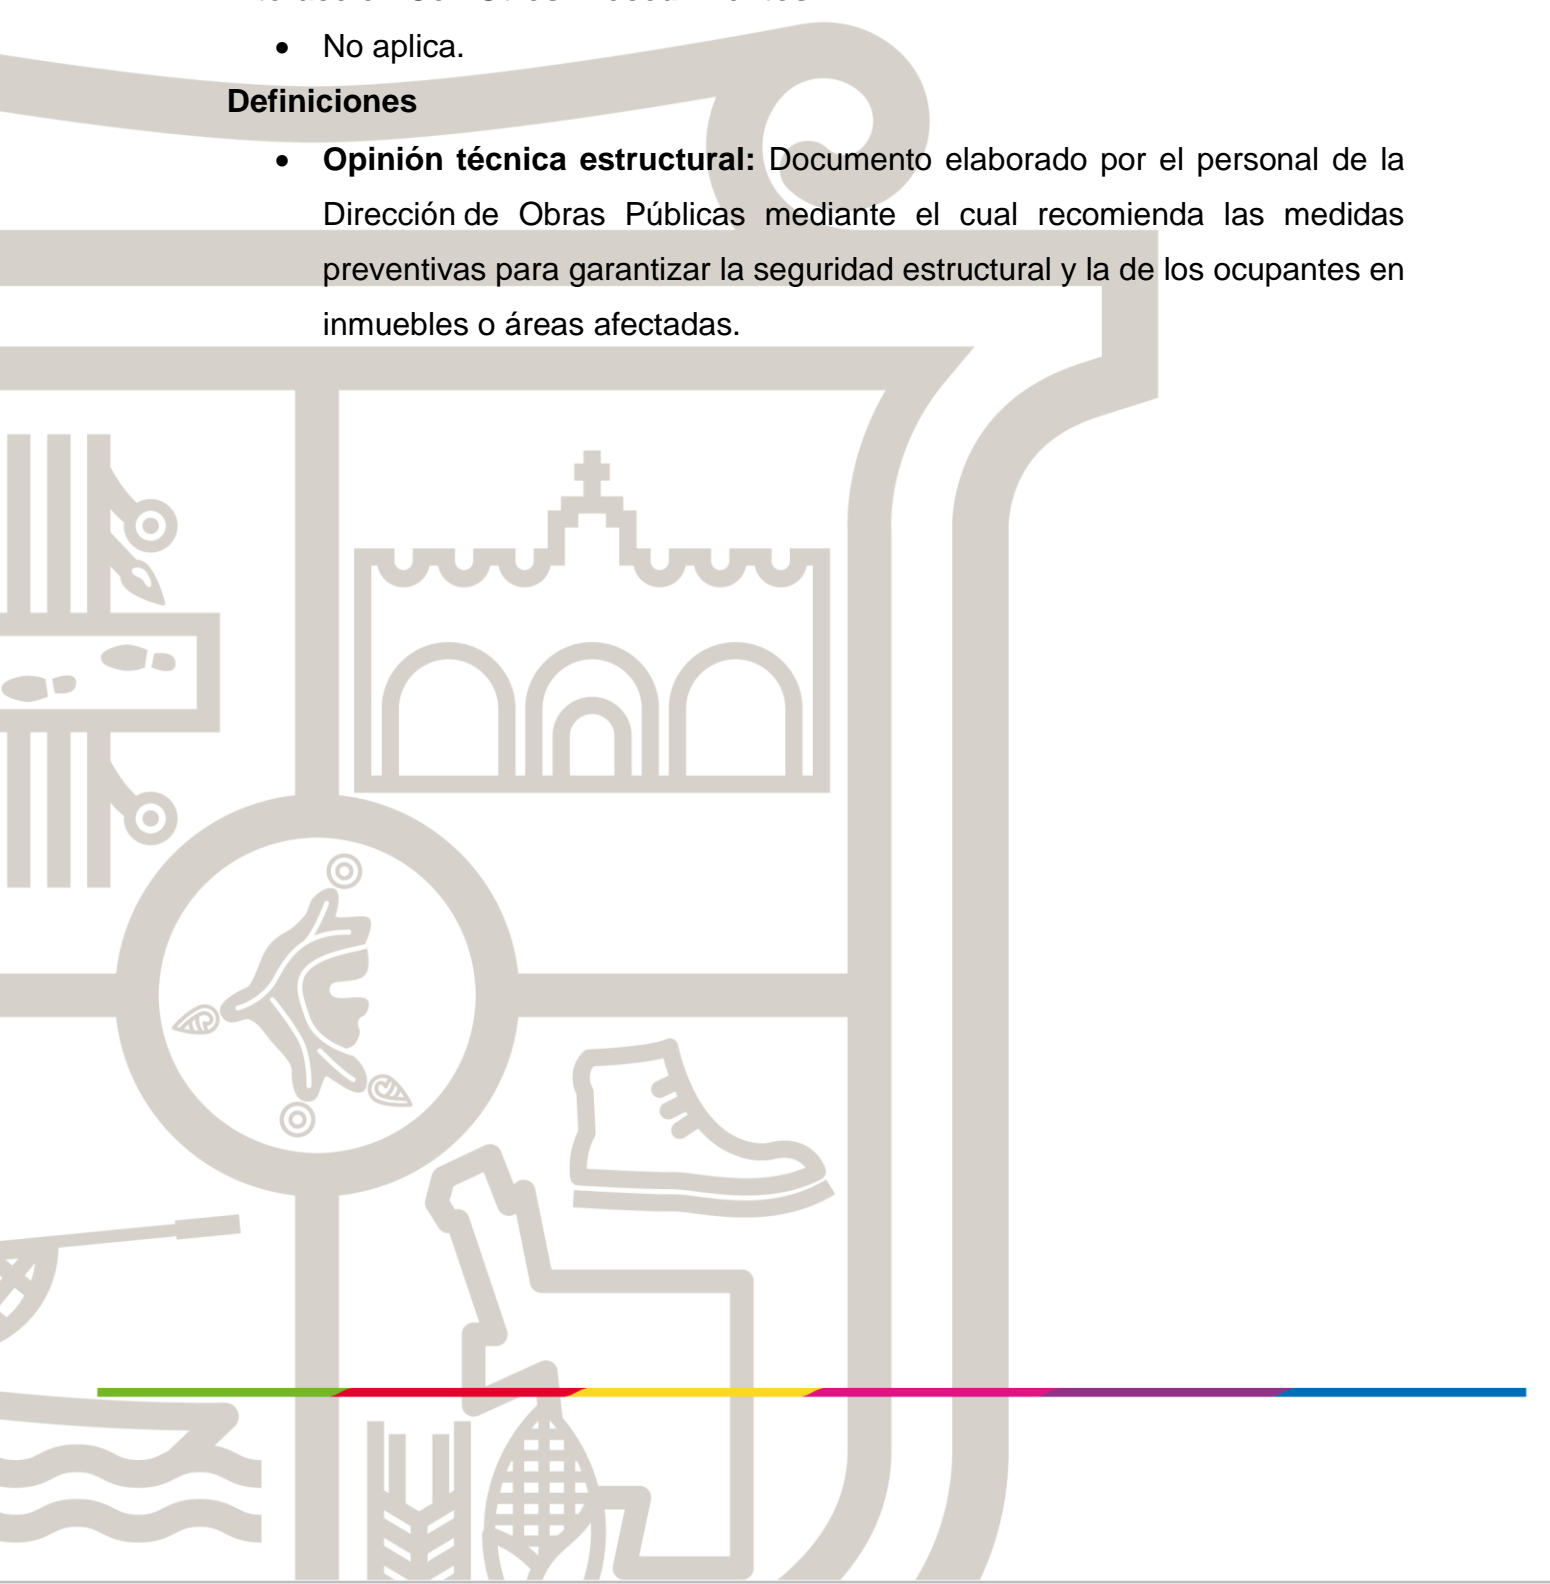 • No aplica.
Definiciones
• Opinión técnica estructural: Documento elaborado por el personal de la
Dirección de Obras Públicas mediante el cual recomienda las medidas
preventivas para garantizar la seguridad estructural y la de los ocupantes en
inmuebles o áreas afectadas.